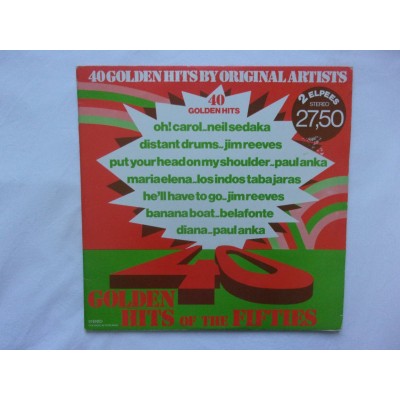 40 GOLDEN HITS BY ORIGINAL ARTISTS
40
GOLDEN HITS
oh! carol..neil sedaka
distant drums..jim reeves
put your head on my shoulder..paul anka
maria elena..los indos tabajaras
he'll have to go..jim reeves
banana boat..belafonte
diana..paul anka
2 ELPEES
STEREO
27,50
40
GOLDEN
HITS OF THE FIFTIES
STEREO